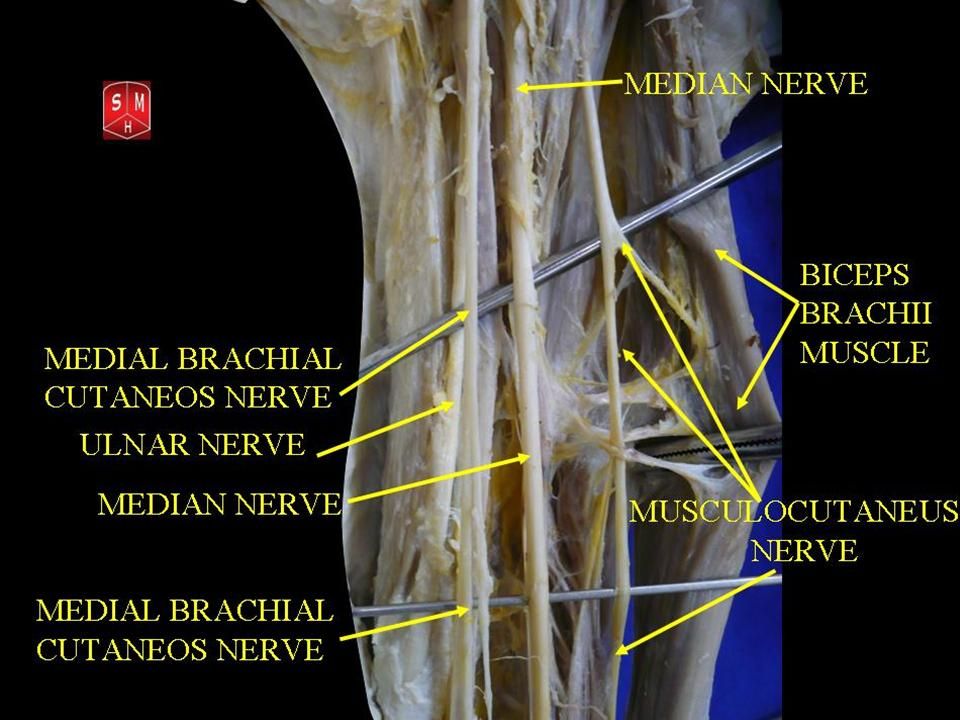 S M
H
MEDIAN NERVE
BICEPS
BRACHII
MUSCLE
MEDIAL BRACHIAL
CUTANEOS NERVE
ULNAR NERVE
MEDIAN NERVE
MUSCULOCUTANEUS
NERVE
MEDIAL BRACHIAL
CUTANEOS NERVE